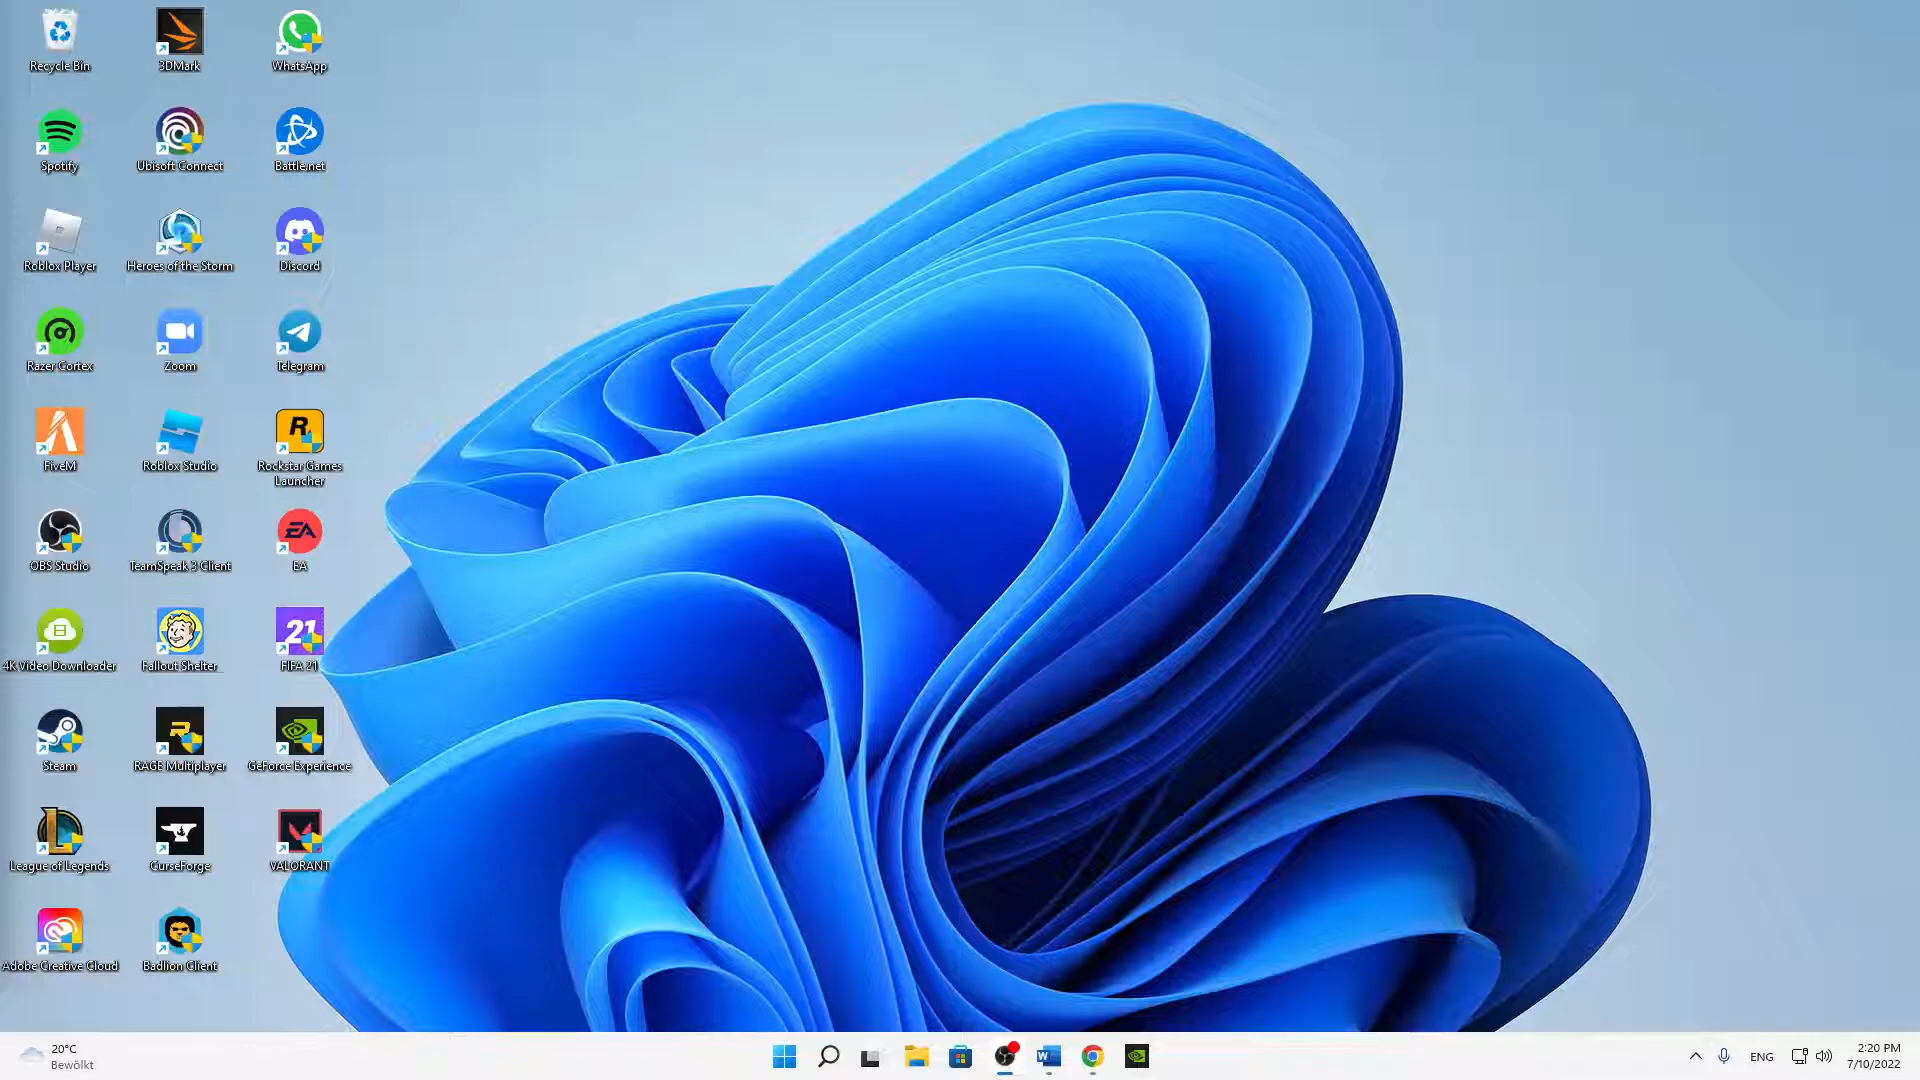 Recycle Bin
3DMark
WhatsApp
Spotify
Ubisoft Connect
Battle.net
Roblox Player
Heroes of the Storm
Discord
Razer Cortex
Zoom
Telegram
FiveM
Roblox Studio
Rockstar Games
Launcher
OBS Studio
TeamSpeak 3 Client
EA
4K Video Downloader
Fallout Shelter
FIFA 21
Steam
RAGE Multiplayer
GeForce Experience
League of Legends
CurseForge
VALORANT
Adobe Creative Cloud
Badlion Client
20°C
Bewölkt
ENG
2:20 PM
7/10/2022